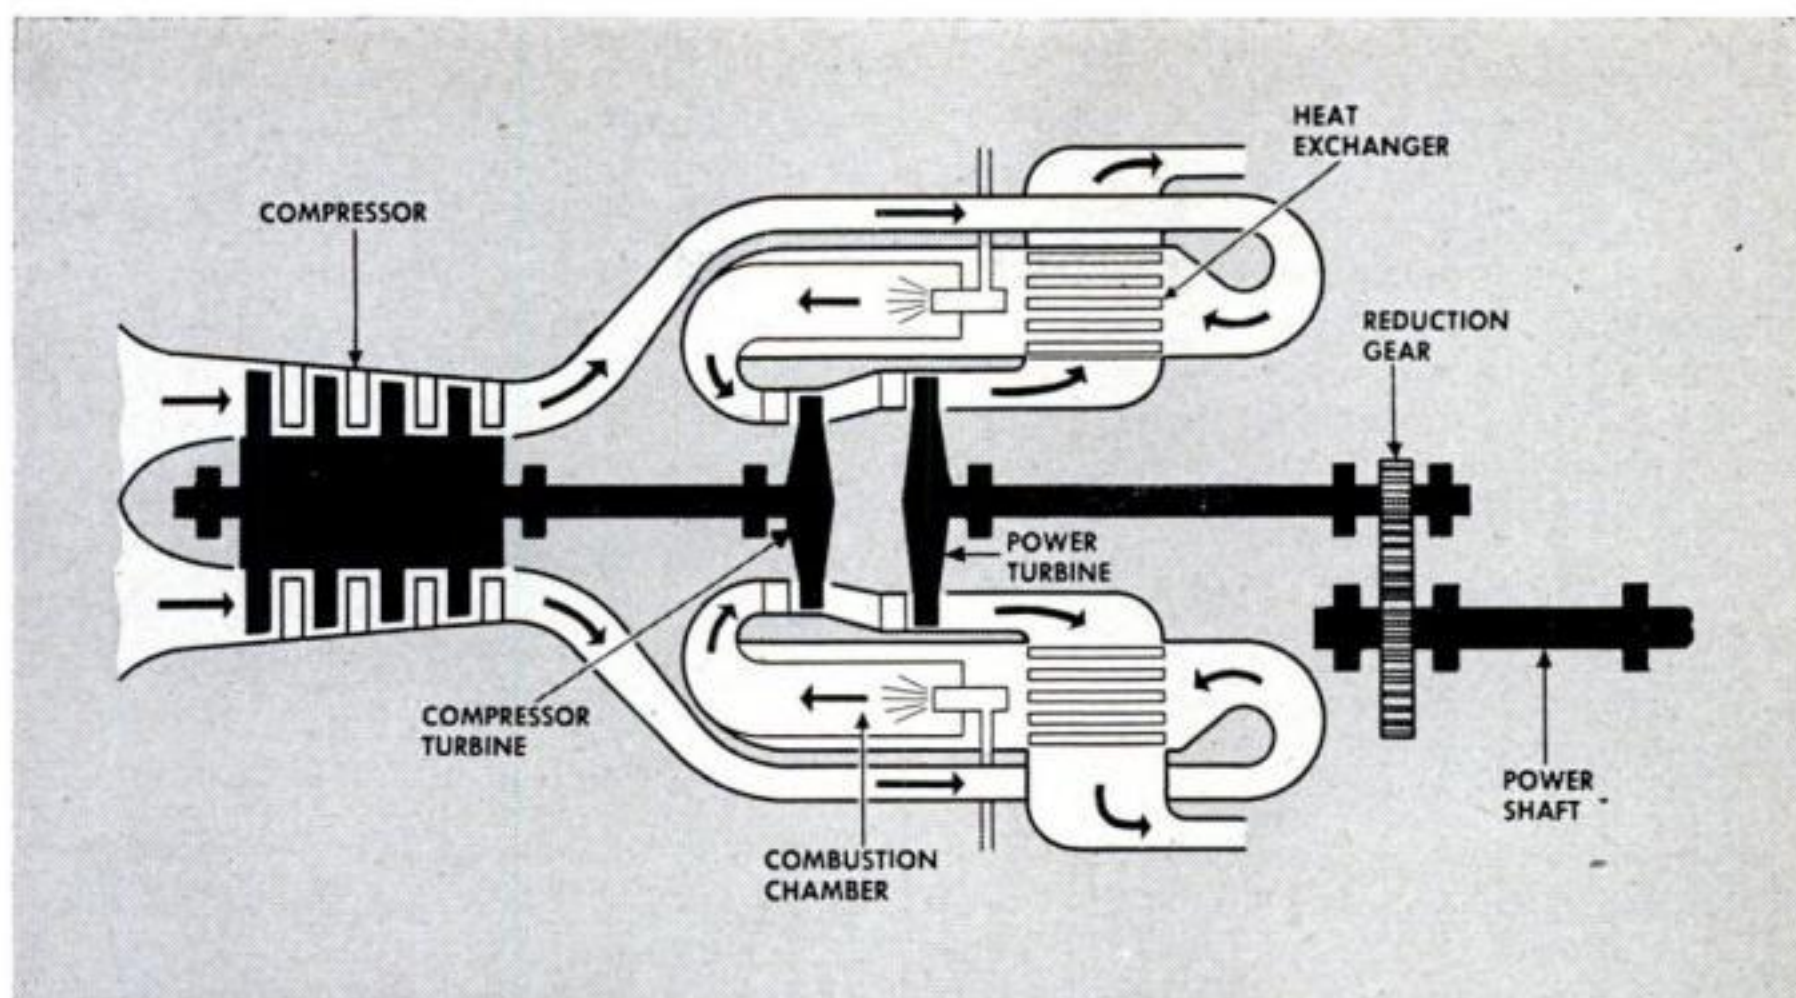 HEAT
EXCHANGER
COMPRESSOR
REDUCTION
GEAR
POWER
TURBINE
COMPRESSOR
TURBINE
POWER
SHAFT
COMBUSTION
CHAMBER